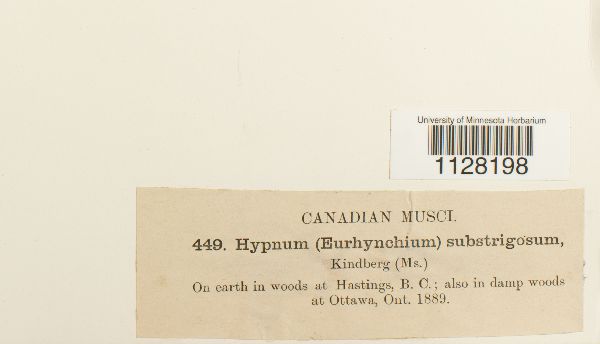 University of Minnesota Herbarium
1128198
CANADIAN MUSCI.
449. Hypnum (Eurhynchium) substrigosum,
Kindberg (Ms.)
On earth in woods at Hastings, B. C.; also in damp woods
at Ottawa, Ont. 1889.